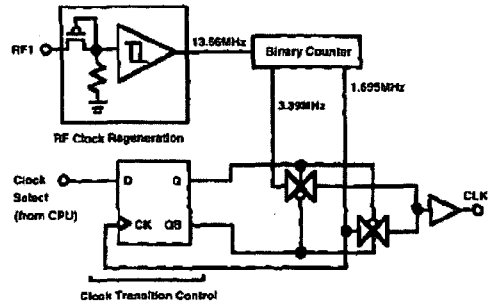 RF1
13.56MHz
Binary Counter
3.39MHz
1.695MHz
RF Clock Regeneration
Clock
Select
(from CPU)
D
Q
CK
QB
CLK
Clock Transition Control